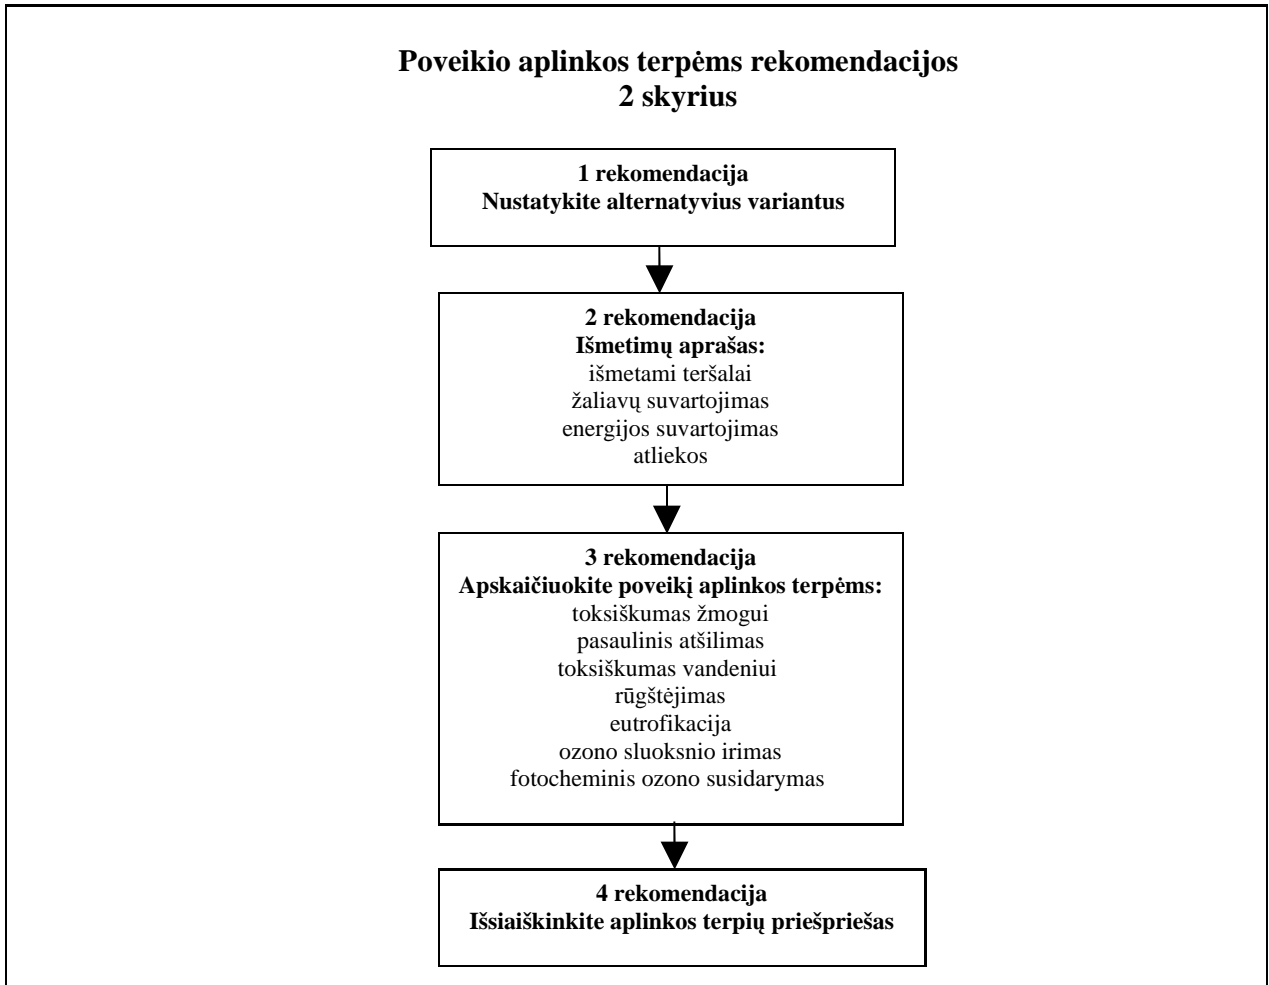 Poveikio aplinkos terpėms rekomendacijos
2 skyrius
1 rekomendacija
Nustatykite alternatyvius variantus
2 rekomendacija
Išmetimų aprašas:
išmetami teršalai
žaliavų suvartojimas
energijos suvartojimas
atliekos
3 rekomendacija
Apskaičiuokite poveikį aplinkos terpėms:
toksiškumas žmogui
pasaulinis atšilimas
toksiškumas vandeniui
rūgštėjimas
eutrofikacija
ozono sluoksnio irimas
fotocheminis ozono susidarymas
4 rekomendacija
Išsiaiškinkite aplinkos terpių priešpriešas